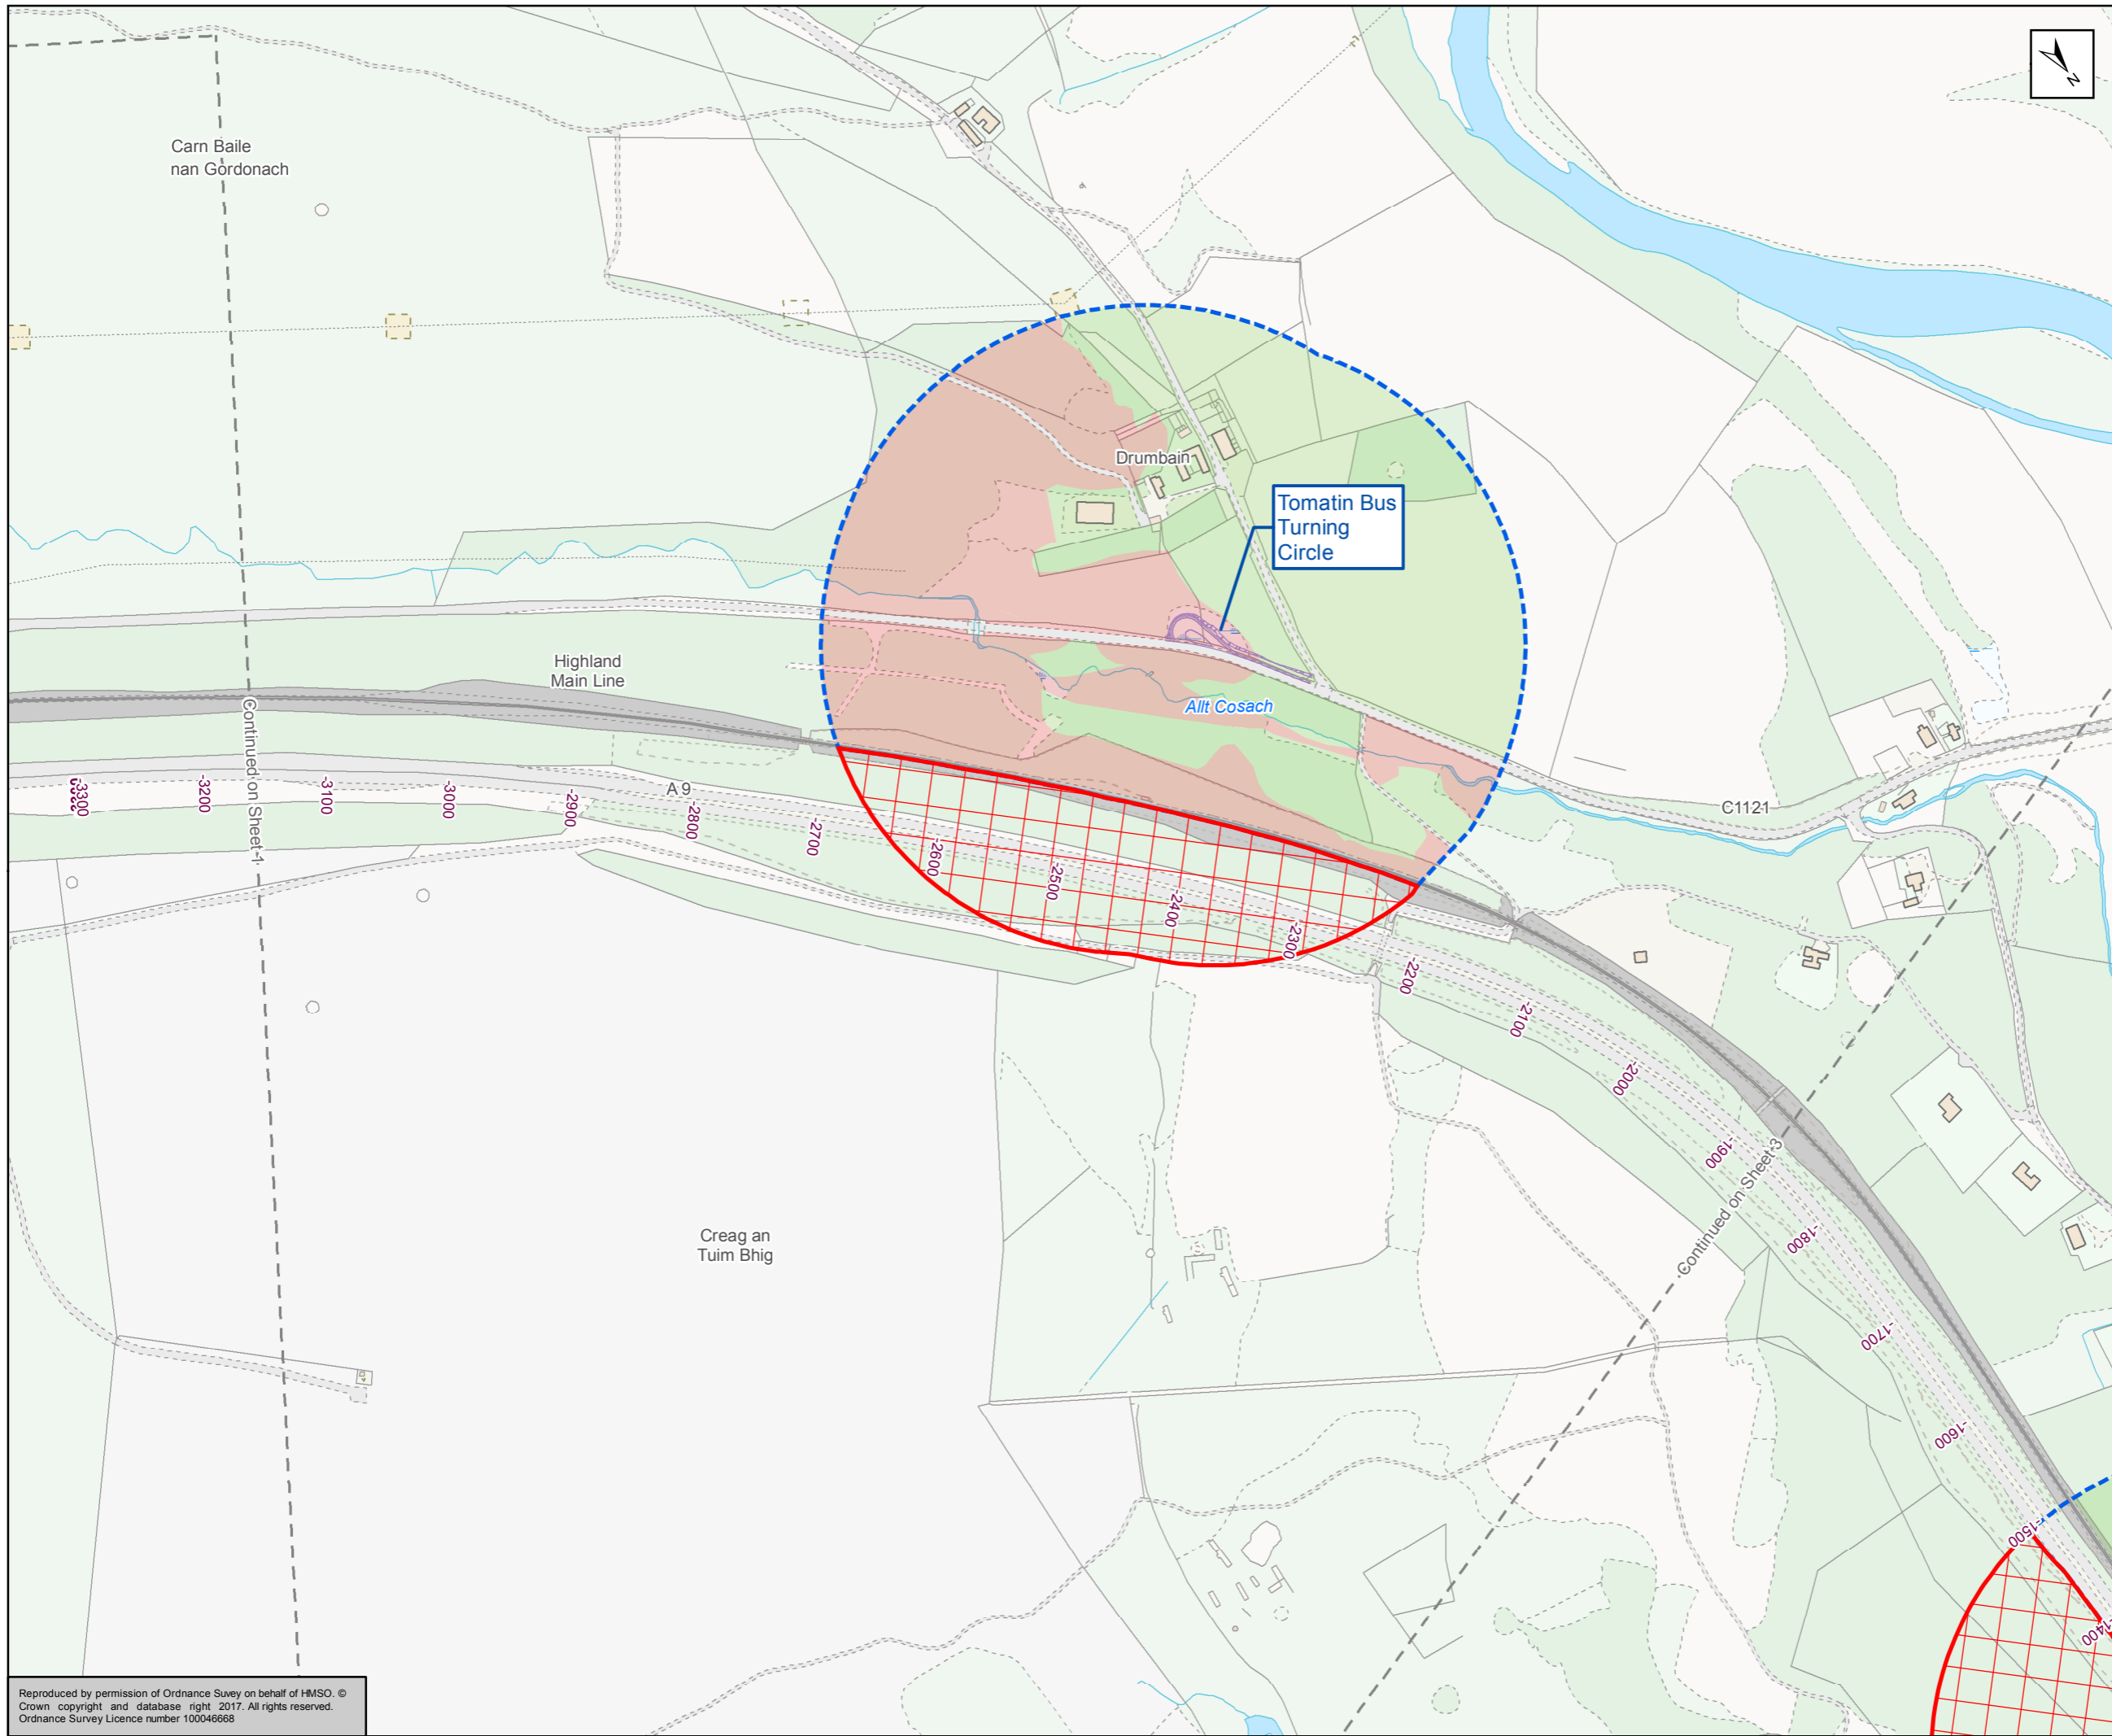 N
Carn Baile
nan Gordonach
Drumbain
Tomatin Bus
Turning
Circle
Highland
Main Line
Allt Cosach
Continued on Sheet 1
A 9
C1121
-3300
-3200
-3100
-3000
-2900
-2800
-2700
-2600
-2500
-2400
-2300
-2200
-2100
-2000
-1900
-1800
-1700
-1600
-1500
-1400
Continued on Sheet 3
Creag an
Tuim Bhig
Reproduced by permission of Ordnance Suvey on behalf of HMSO. ©
Crown copyright and database right 2017. All rights reserved.
Ordnance Survey Licence number 100046668